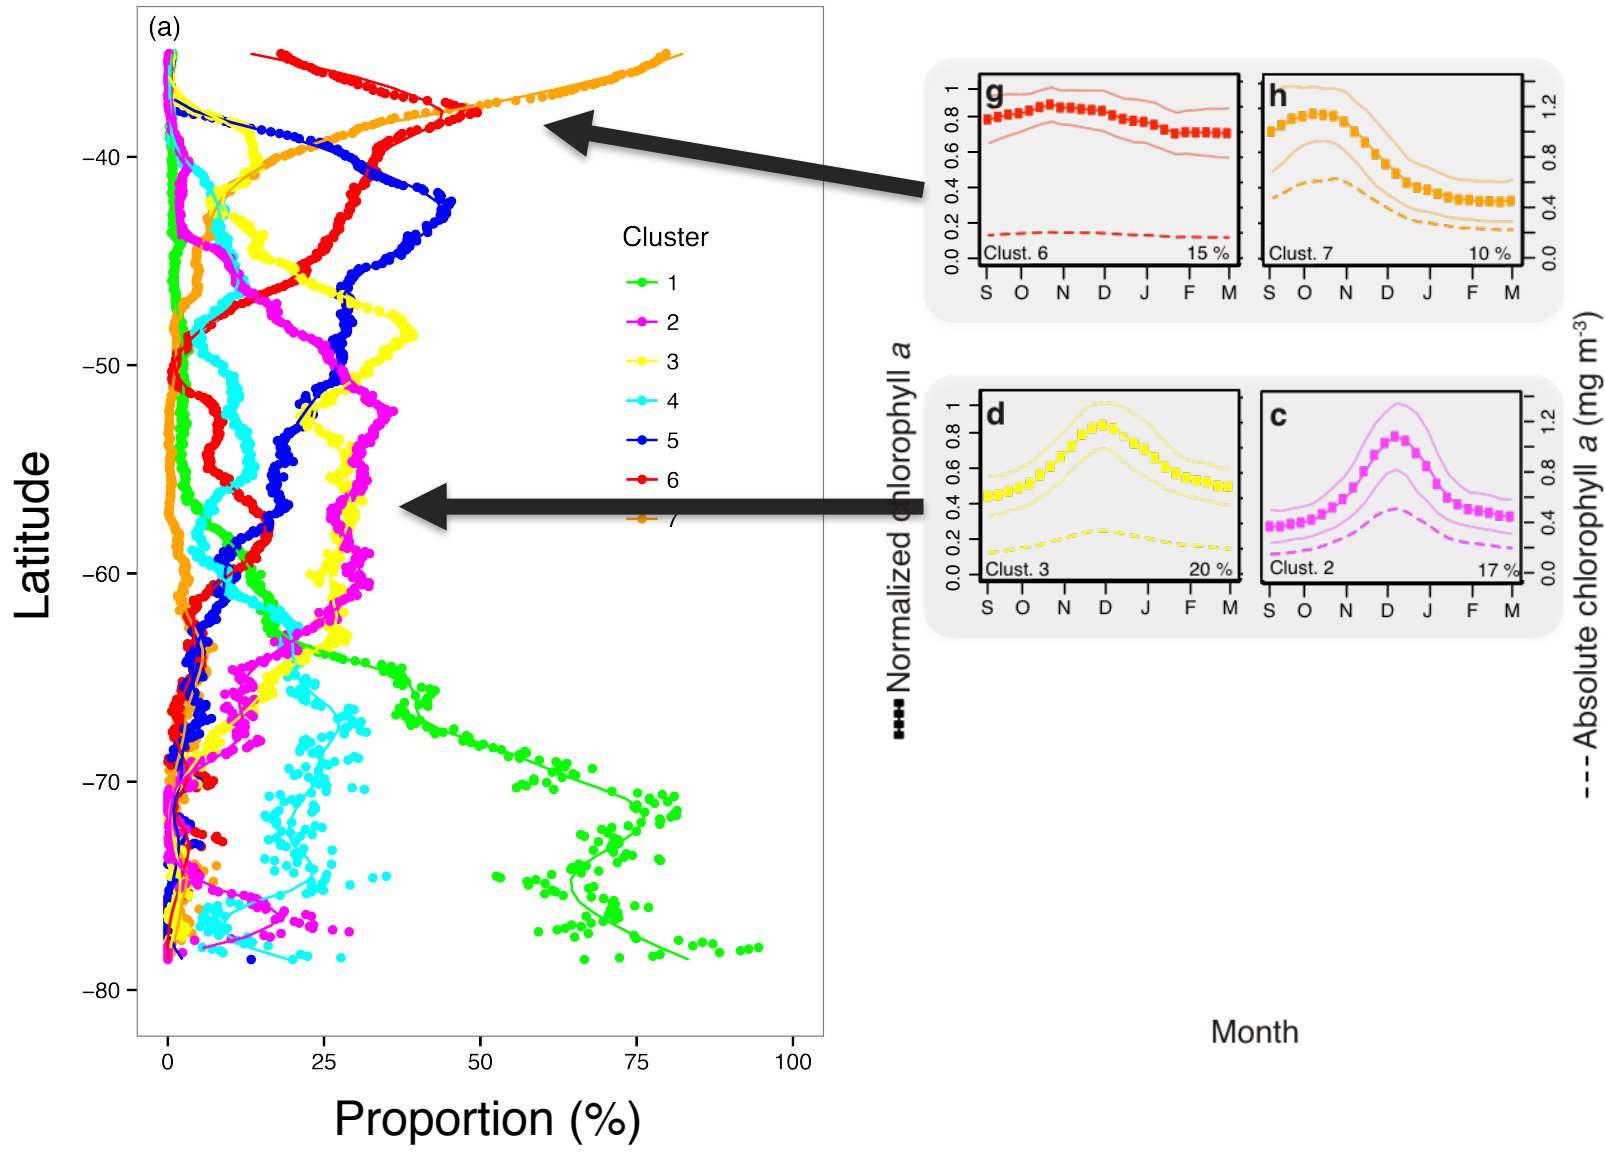 (a)
−40
−50
−60
−70
−80
0 25 50 75 100
Latitude
Proportion (%)
Cluster
1
2
3
4
5
6
7
g
1
0.8
0.6
0.4
0.2
0.0
Clust. 6 15 %
S O N D J F M
h
1.2
0.8
0.4
0.0
Clust. 7 10 %
S O N D J F M
d
1
0.8
0.6
0.4
0.2
0.0
Clust. 3 20 %
S O N D J F M
c
1.2
0.8
0.4
0.0
Clust. 2 17 %
S O N D J F M
Normalized chlorophyll a
Absolute chlorophyll a (mg m-3)
Month